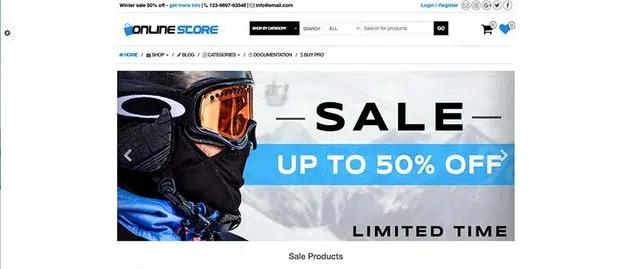 Winter sale 50% off - get more info | 123-6697-63548 | info@email.com
Login / Register
ONLINE STORE
SHOP BY CATEGORY
SEARCH
ALL
Search for products
GO
0
0
HOME / SHOP / BLOG / CATEGORIES / DOCUMENTATION / $ BUY PRO
SALE
UP TO 50% OFF
LIMITED TIME
Sale Products